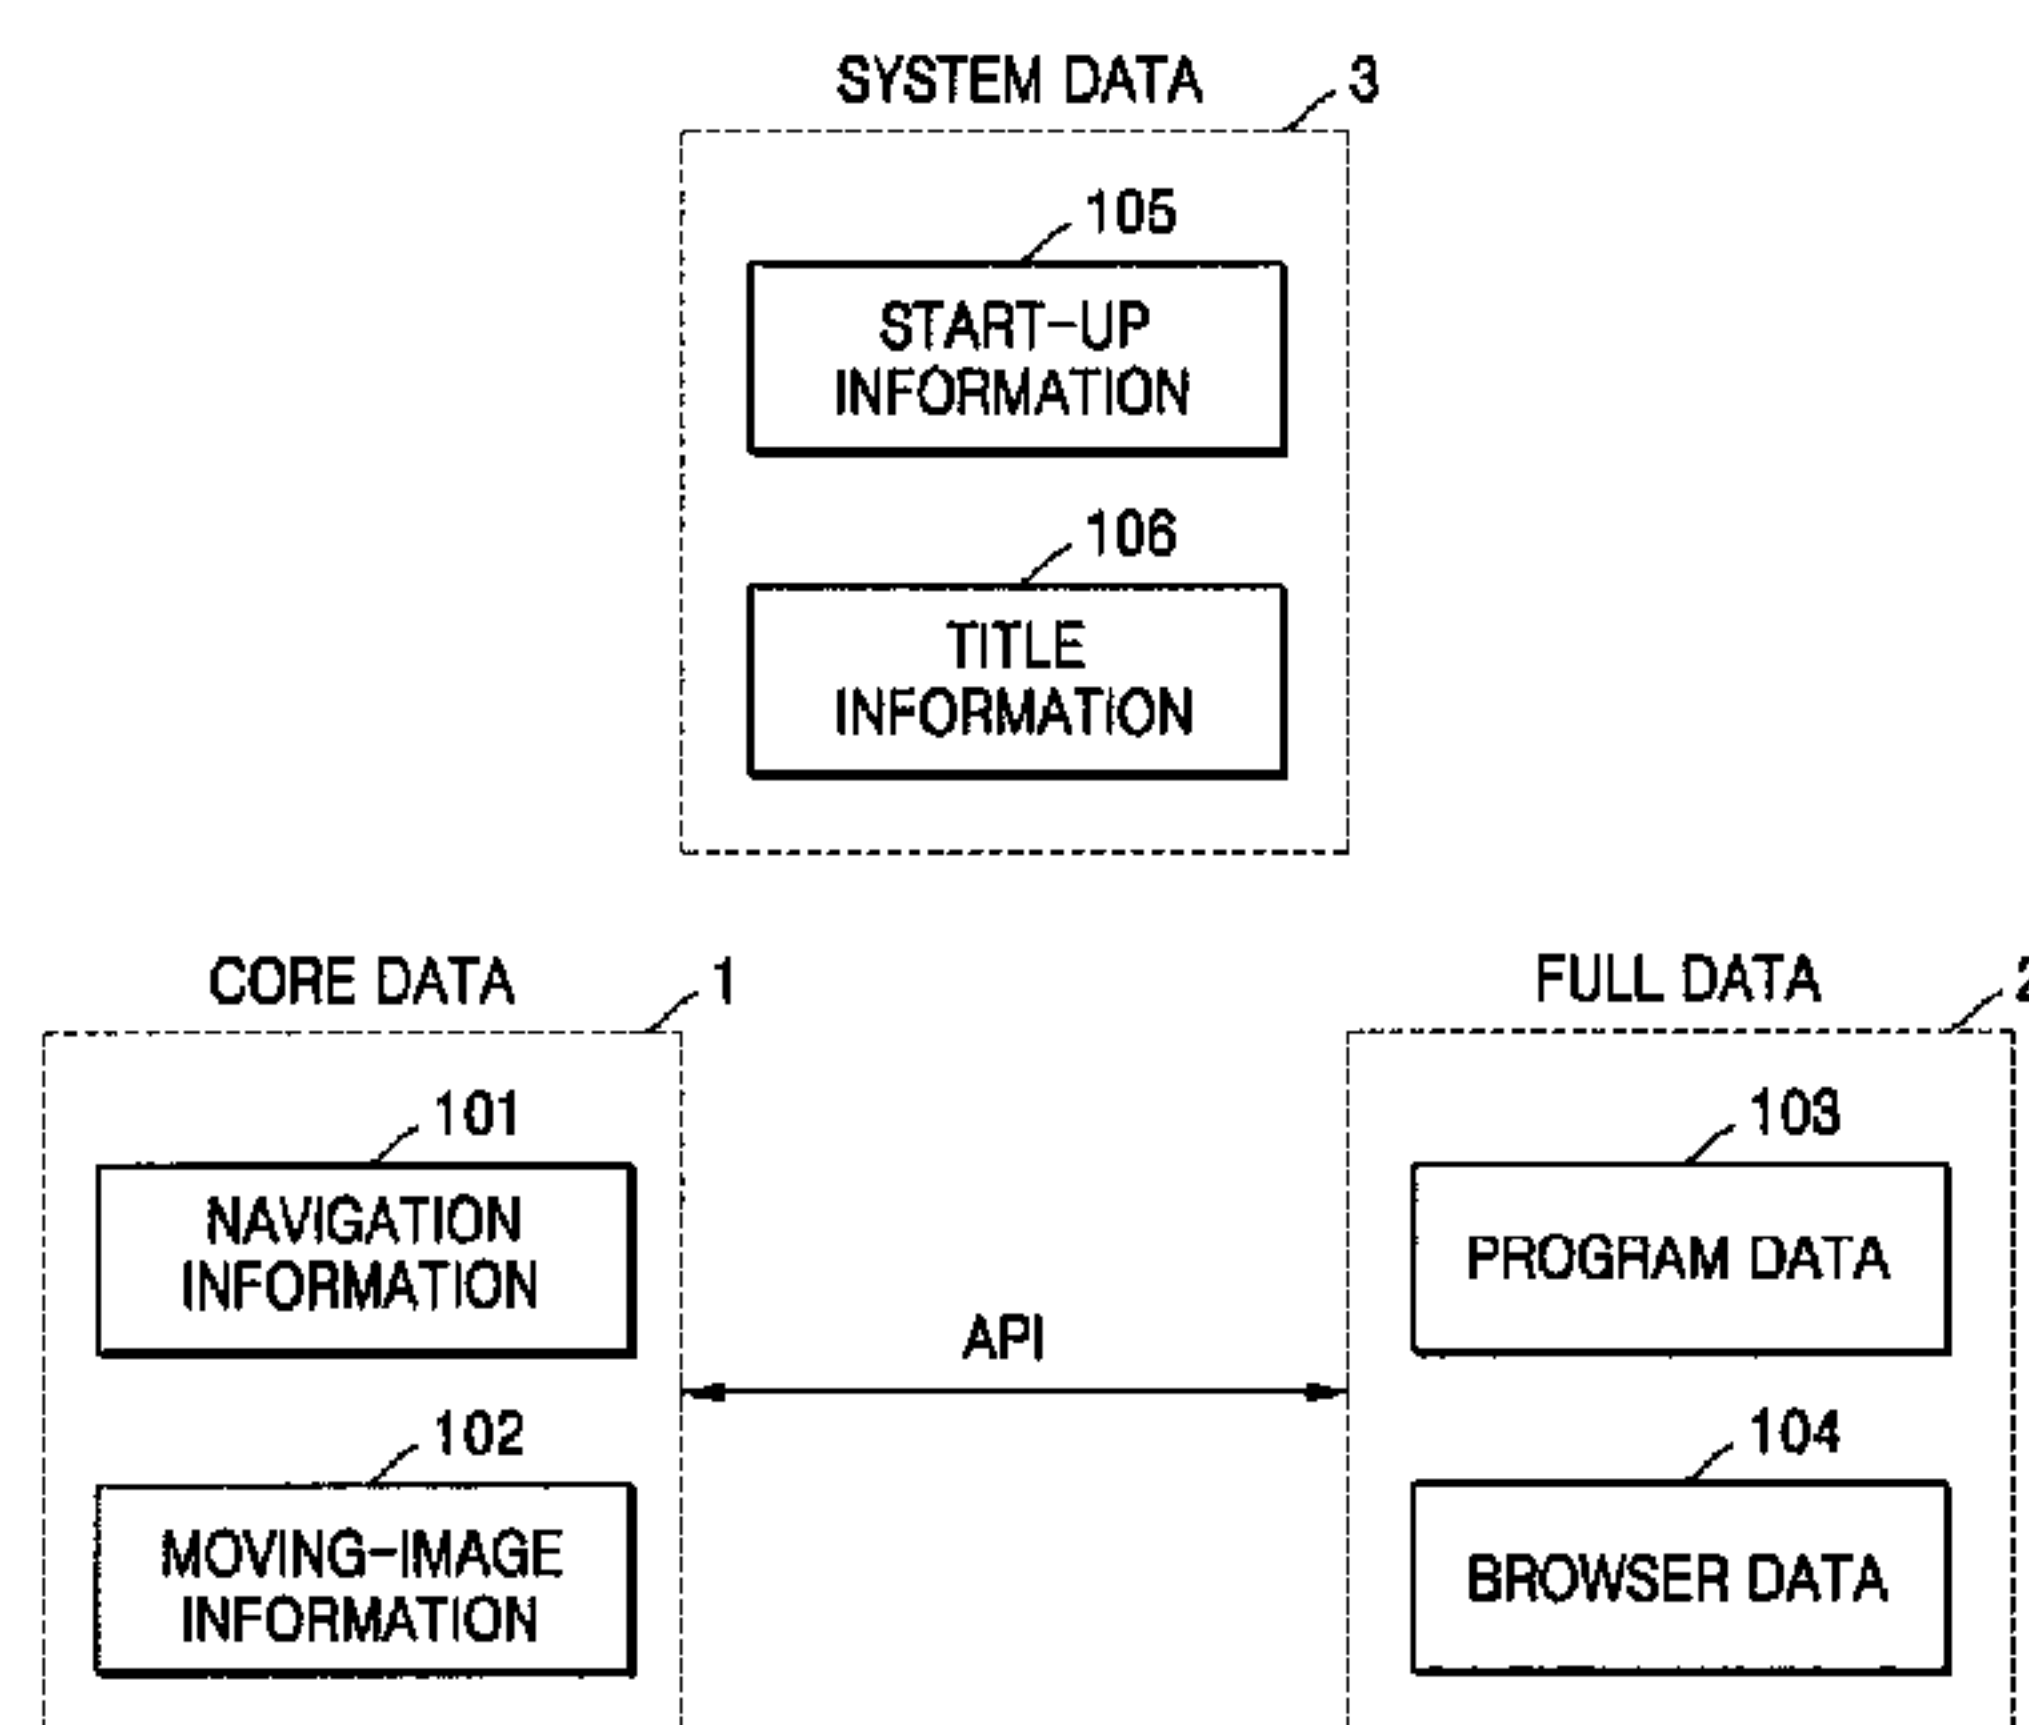 SYSTEM DATA 3
105
START-UP
INFORMATION
106
TITLE
INFORMATION
CORE DATA 1
101
NAVIGATION
INFORMATION
102
MOVING-IMAGE
INFORMATION
API
FULL DATA 2
103
PROGRAM DATA
104
BROWSER DATA